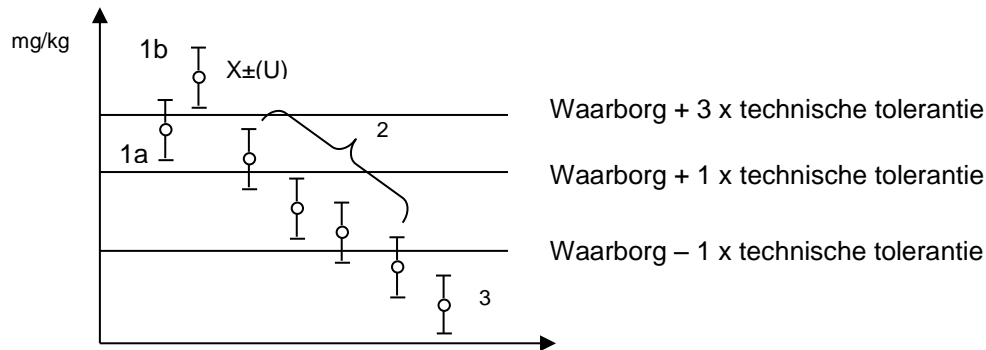 mg/kg
1b
X±(U)
Waarborg + 3 x technische tolerantie
2
1a
Waarborg + 1 x technische tolerantie
Waarborg – 1 x technische tolerantie
3